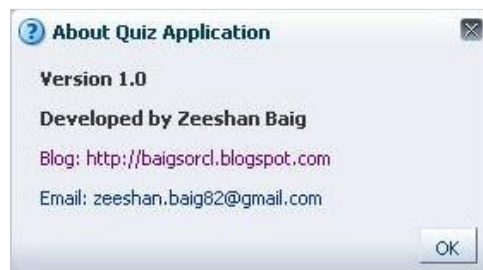 About Quiz Application
Version 1.0
Developed by Zeeshan Baig
Blog: http://baigsorcl.blogspot.com
Email: zeeshan.baig82@gmail.com
OK